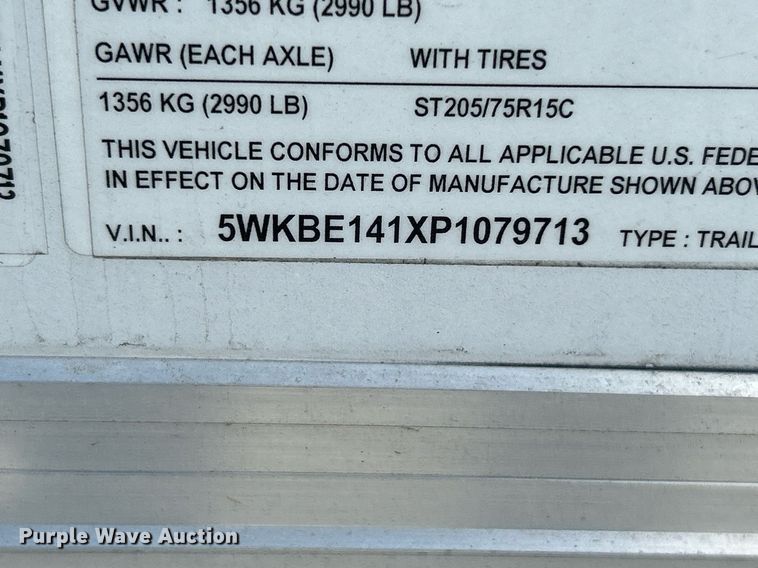 GVWR : 1356 KG (2990 LB)
GAWR (EACH AXLE) WITH TIRES
1356 KG (2990 LB) ST205/75R15C
THIS VEHICLE CONFORMS TO ALL APPLICABLE U.S. FEDE
IN EFFECT ON THE DATE OF MANUFACTURE SHOWN ABOV
V.I.N.. : 5WKBE141XP1079713 TYPE : TRAIL
Purple Wave Auction